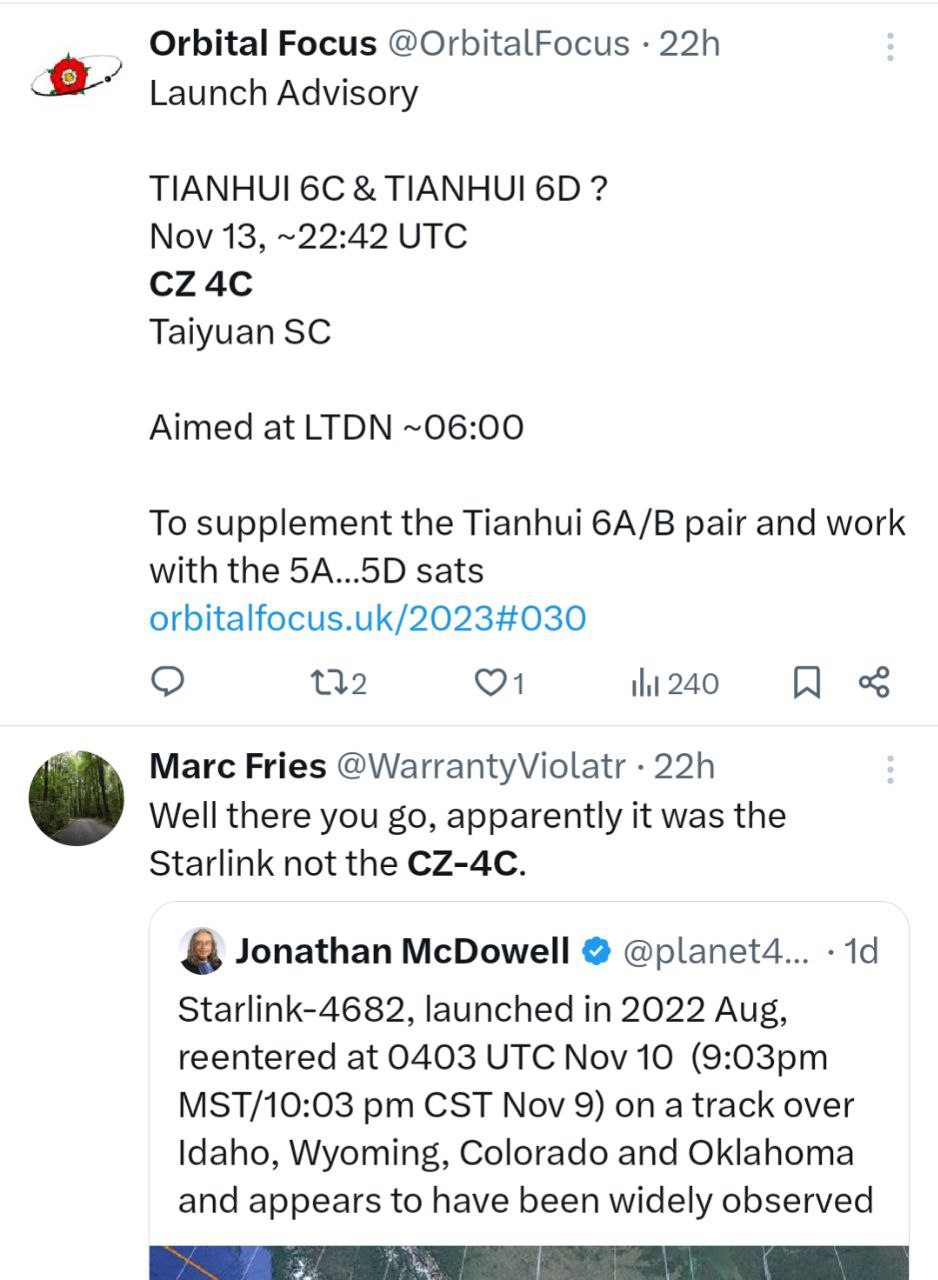 Orbital Focus @OrbitalFocus · 22h
Launch Advisory
TIANHUI 6C & TIANHUI 6D ?
Nov 13, ~22:42 UTC
CZ 4C
Taiyuan SC
Aimed at LTDN ~06:00
To supplement the Tianhui 6A/B pair and work
with the 5A...5D sats
orbitalfocus.uk/2023#030
2 1 240
Marc Fries @WarrantyViolatr · 22h
Well there you go, apparently it was the
Starlink not the CZ-4C.
Jonathan McDowell @planet4... · 1d
Starlink-4682, launched in 2022 Aug,
reentered at 0403 UTC Nov 10 (9:03pm
MST/10:03 pm CST Nov 9) on a track over
Idaho, Wyoming, Colorado and Oklahoma
and appears to have been widely observed